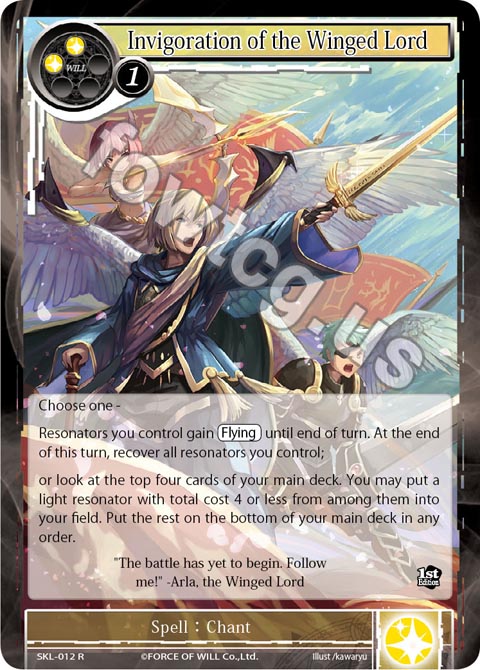 Invigoration of the Winged Lord
WILL
1
fowtcg.us
Choose one -
Resonators you control gain Flying until end of turn. At the end
of this turn, recover all resonators you control;
or look at the top four cards of your main deck. You may put a
light resonator with total cost 4 or less from among them into
your field. Put the rest on the bottom of your main deck in any
order.
"The battle has yet to begin. Follow
me!" -Arla, the Winged Lord
1st
Edition
Spell : Chant
SKL-012 R ©FORCE OF WILL Co.,Ltd. Illust /kawaryu